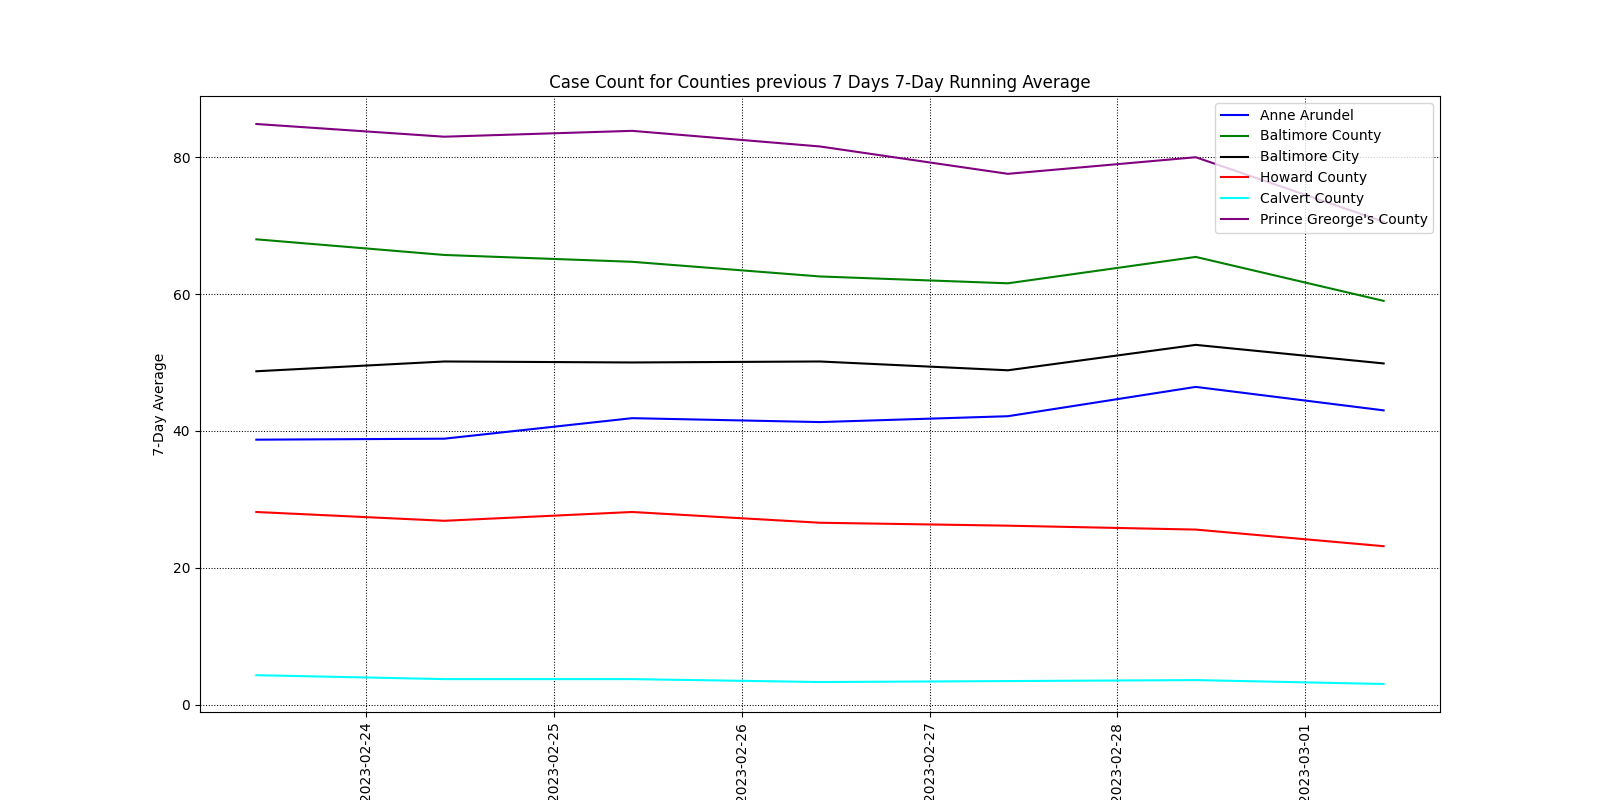 Case Count for Counties previous 7 Days 7-Day Running Average
Anne Arundel
Baltimore County
Baltimore City
Howard County
Calvert County
Prince Greorge's County
7-Day Average
80
60
40
20
0
2023-02-24
2023-02-25
2023-02-26
2023-02-27
2023-02-28
2023-03-01